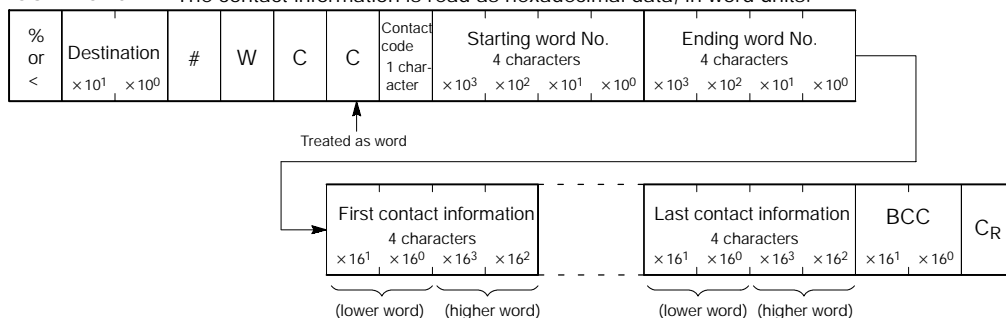 The contact information is read as hexadecimal data, in word units.
% or < Destination ×10¹ ×10⁰ # W C C Contact code 1 char- acter Starting word No. 4 characters ×10³ ×10² ×10¹ ×10⁰ Ending word No. 4 characters ×10³ ×10² ×10¹ ×10⁰
Treated as word
First contact information 4 characters ×16¹ ×16⁰ ×16³ ×16² Last contact information 4 characters ×16¹ ×16⁰ ×16³ ×16² BCC ×16¹ ×16⁰ CR
(lower word) (higher word) (lower word) (higher word)